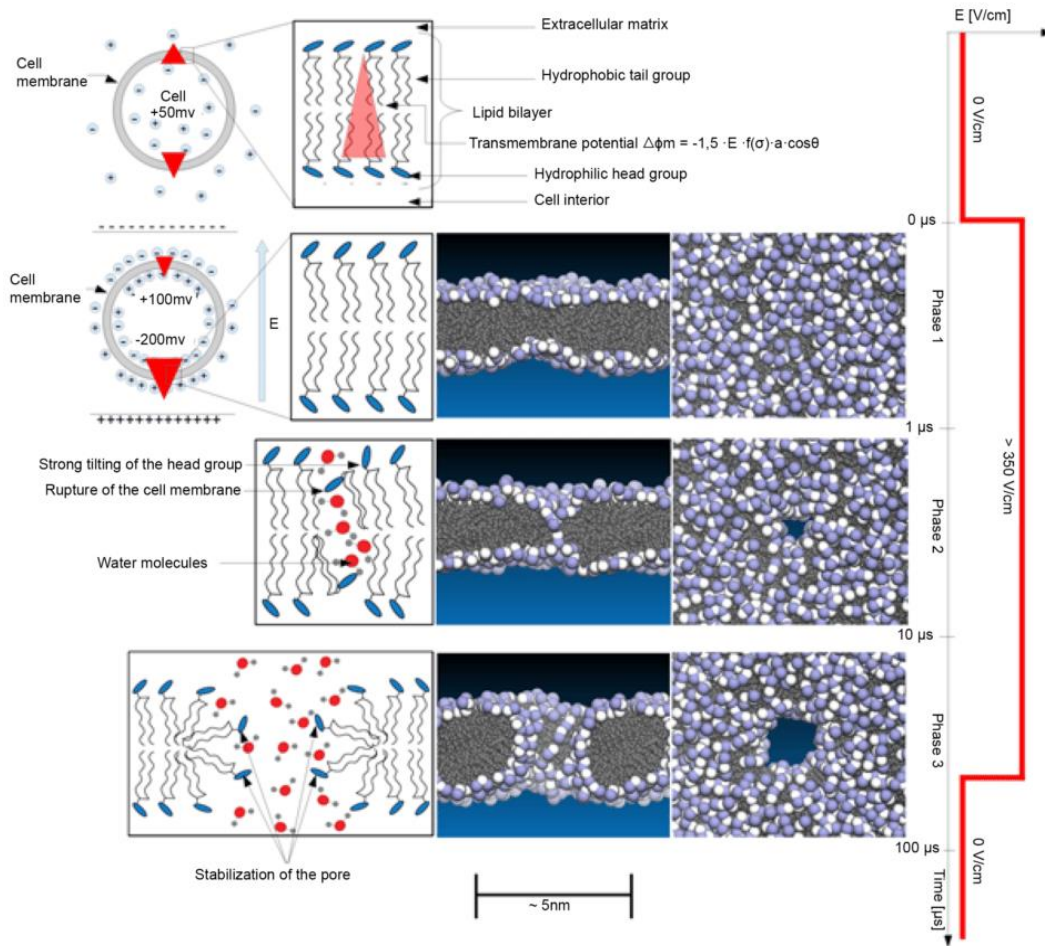 Extracellular matrix
E [V/cm]
Cell
membrane
Cell
+50mv
Hydrophobic tail group
0 V/cm
Lipid bilayer
Transmembrane potential △ϕm = -1,5 ·E ·f(σ)·a·cosθ
Hydrophilic head group
Cell interior
0 µs
Cell
membrane
+100mv
-200mv
E
Phase 1
1 µs
> 350 V/cm
Strong tilting of the head group
Rupture of the cell membrane
Water molecules
Phase 2
10 µs
Phase 3
100 µs
0 V/cm
Stabilization of the pore
~ 5nm
Time [µs]